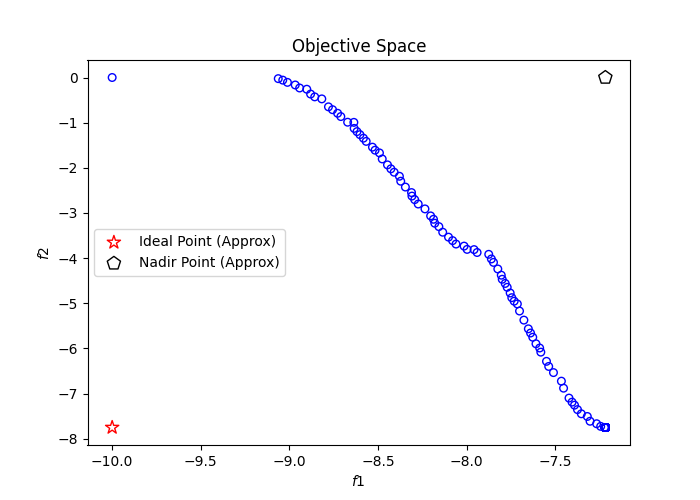 Objective Space
f2
0
−1
−2
−3
−4
−5
−6
−7
−8
Ideal Point (Approx)
Nadir Point (Approx)
−10.0 −9.5 −9.0 −8.5 −8.0 −7.5
f1